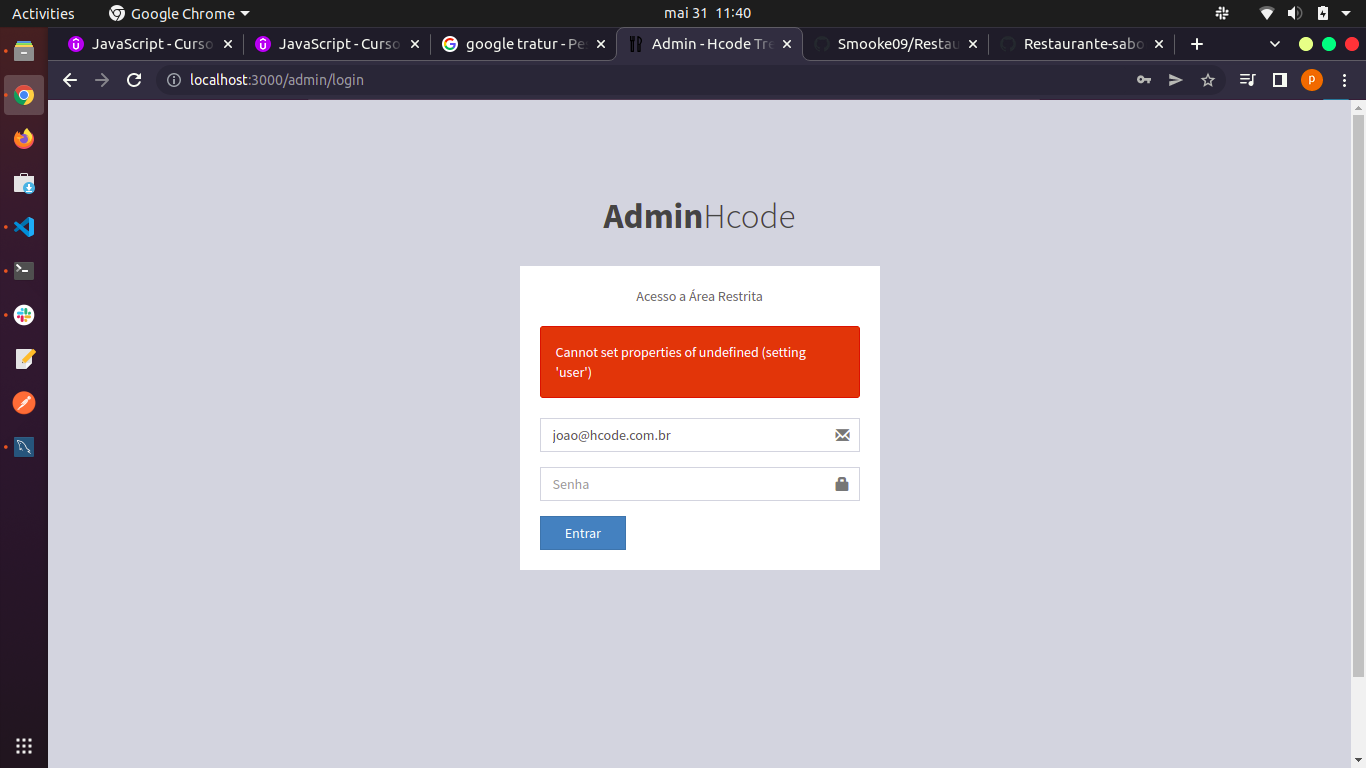 Activities
Google Chrome
mai 31 11:40
JavaScript - Curso
JavaScript - Curso
google tratur - Pe
Admin - Hcode Tre
Smooke09/Restau
Restaurante-sabo
localhost:3000/admin/login
p
AdminHcode
Acesso a Área Restrita
Cannot set properties of undefined (setting
'user')
joao@hcode.com.br
Senha
Entrar